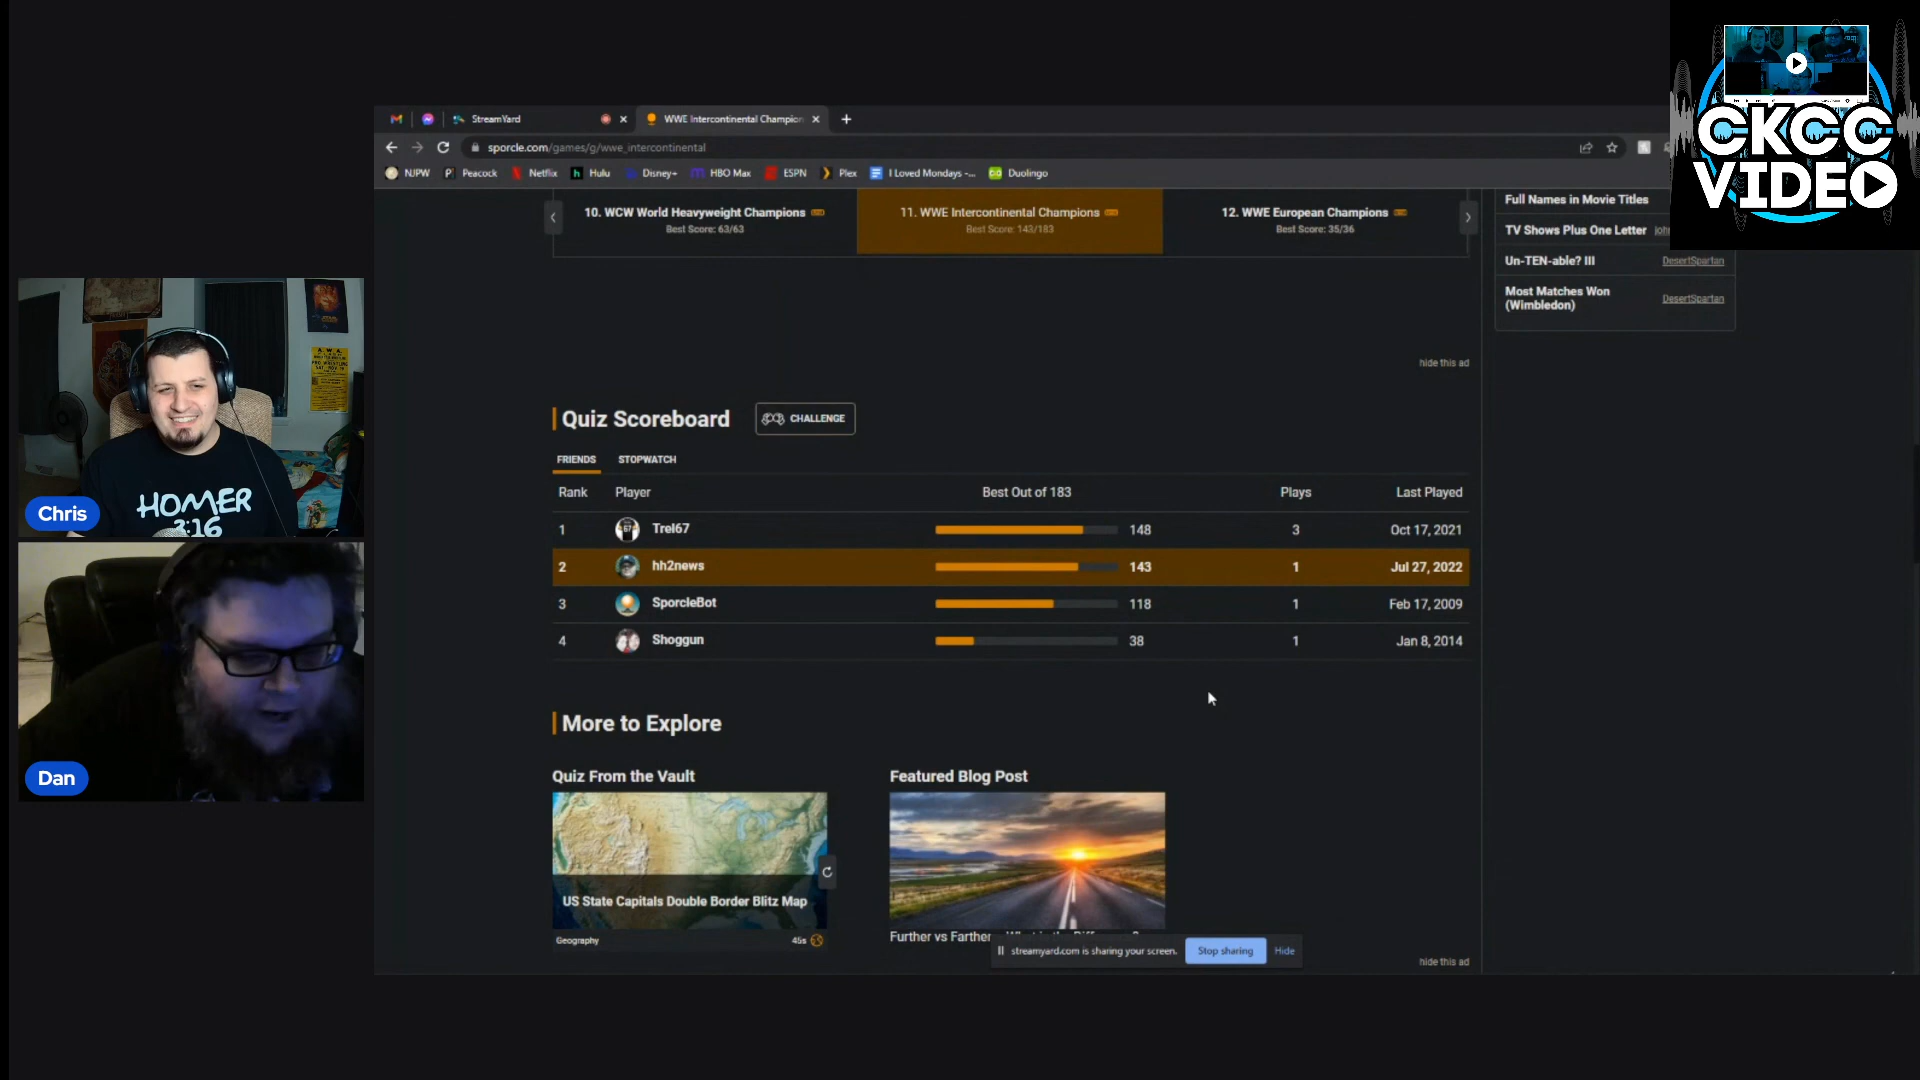 StreamYard
WWE Intercontinental Champion
sporcle.com/games/g/wwe_intercontinental
NJPW
Peacock
Netflix
Hulu
Disney+
HBO Max
ESPN
Plex
I Loved Mondays -...
Duolingo
CKCC
VIDEO
10. WCW World Heavyweight Champions
Best Score: 63/63
11. WWE Intercontinental Champions
Best Score: 143/183
12. WWE European Champions
Best Score: 35/36
Full Names in Movie Titles
TV Shows Plus One Letter
Un-TEN-able? III DesertSpartan
Most Matches Won
(Wimbledon) DesertSpartan
hide this ad
Quiz Scoreboard
CHALLENGE
FRIENDS STOPWATCH
Rank Player Best Out of 183 Plays Last Played
1 Trel67 148 3 Oct 17, 2021
2 hh2news 143 1 Jul 27, 2022
3 SporcleBot 118 1 Feb 17, 2009
4 Shoggun 38 1 Jan 8, 2014
More to Explore
Quiz From the Vault
US State Capitals Double Border Blitz Map
Geography 45s
Featured Blog Post
Further vs Farther
streamyard.com is sharing your screen.
Stop sharing
Hide
hide this ad
HOMER
3:16
Chris
Dan
A.W.A.
PRO WRESTLING